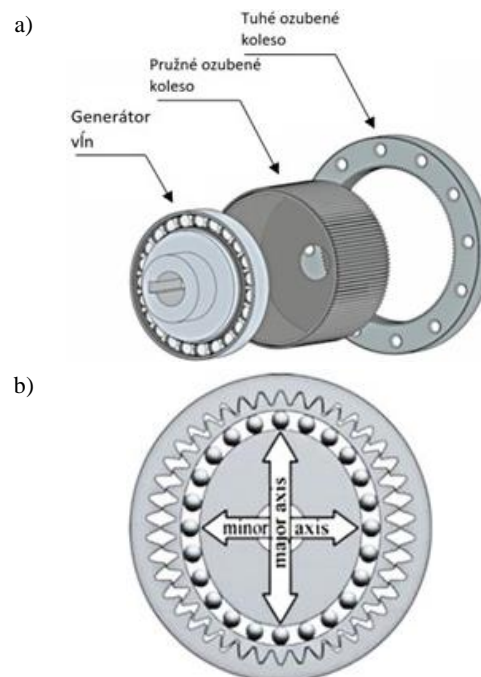 a)
Tuhé ozubené
koleso
Pružné ozubené
koleso
Generátor
vĺn
b)
minor axis
major axis